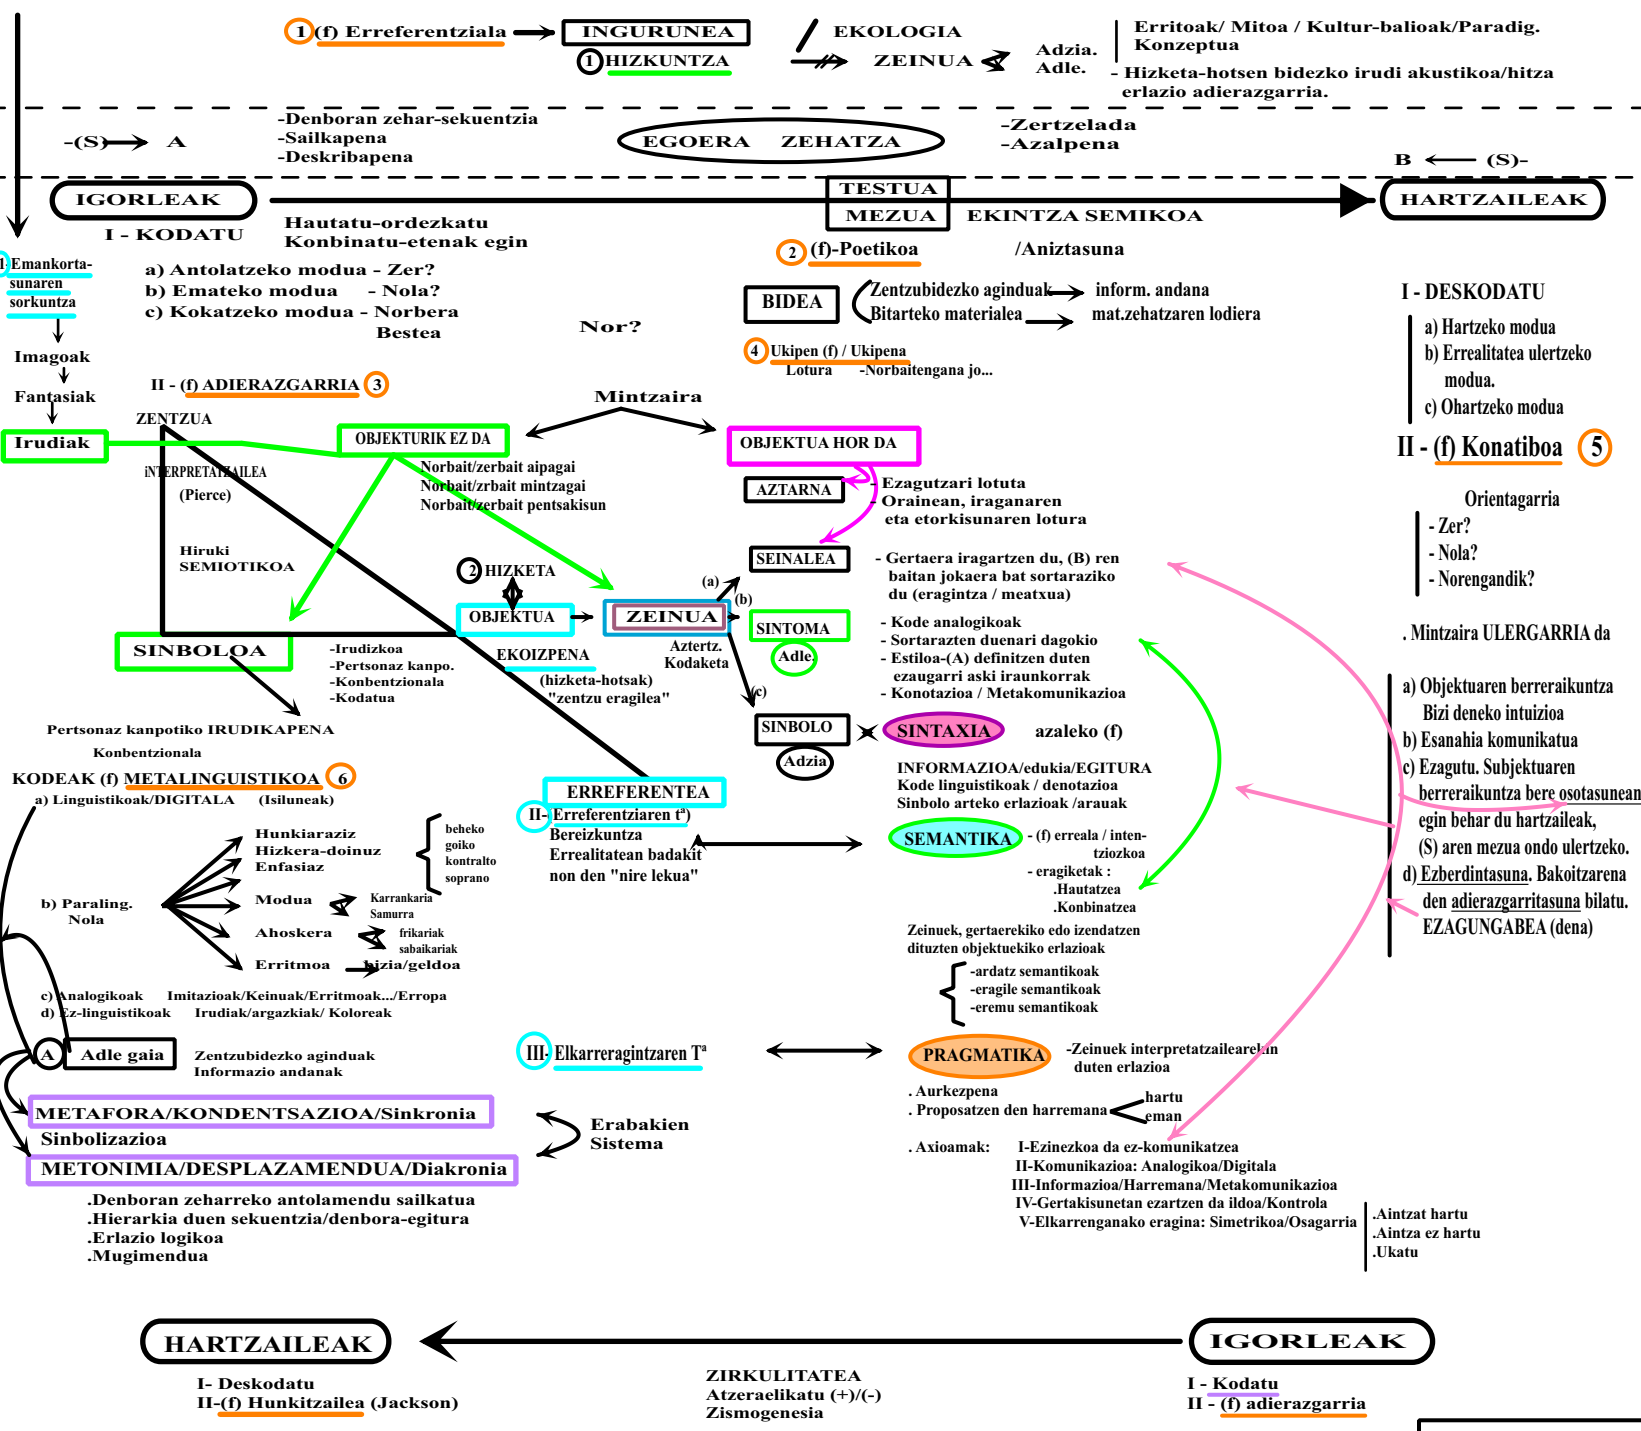 1 (f) Erreferentziala
INGURUNEA
EKOLOGIA
1 HIZKUNTZA
ZEINUA
Adzia.
Adle.
Erritoak/ Mitoa / Kultur-balioak/Paradig.
Konzeptua
- Hizketa-hotsen bidezko irudi akustikoa/hitza
erlazio adierazgarria.
-(S) A
-Denboran zehar-sekuentzia
-Sailkapena
-Deskribapena
EGOERA ZEHATZA
-Zertzelada
-Azalpena
B (S)-
IGORLEAK
TESTUA
MEZUA
EKINTZA SEMIKOA
HARTZAILEAK
I - KODATU
Hautatu-ordezkatu
Konbinatu-etenak egin
2 (f)-Poetikoa
/Aniztasuna
Emankorta-
sunaren
sorkuntza
a) Antolatzeko modua - Zer?
b) Emateko modua - Nola?
c) Kokatzeko modua - Norbera
Bestea
Nor?
BIDEA
Zentzubidezko aginduak
inform. andana
Bitarteko materialea
mat.zehatzaren lodiera
I - DESKODATU
a) Hartzeko modua
b) Errealitatea ulertzeko
modua.
c) Ohartzeko modua
4 Ukipen (f) / Ukipena
Lotura -Norbaitengana jo...
Imagoak
Fantasiak
Irudiak
II - (f) ADIERAZGARRIA 3
Mintzaira
ZENTZUA
OBJEKTURIK EZ DA
OBJEKTUA HOR DA
II - (f) Konatiboa 5
iNTERPRETATZAILEA
(Pierce)
Norbait/zerbait aipagai
Norbait/zrbait mintzagai
Norbait/zerbait pentsakisun
AZTARNA
- Ezagutzari lotuta
- Orainean, iraganaren
eta etorkisunaren lotura
Orientagarria
- Zer?
- Nola?
- Norengandik?
Hiruki
SEMIOTIKOA
2 HIZKETA
SEINALEA
- Gertaera iragartzen du, (B) ren
baitan jokaera bat sortaraziko
du (eragintza / meatxua)
(a)
(b)
OBJEKTUA
ZEINUA
SINTOMA
Adle.
- Kode analogikoak
- Sortarazten duenari dagokio
- Estiloa-(A) definitzen duten
ezaugarri aski iraunkorrak
- Konotazioa / Metakomunikazioa
. Mintzaira ULERGARRIA da
SINBOLOA
-Irudizkoa
-Pertsonaz kanpo.
-Konbentzionala
-Kodatua
EKOIZPENA
(hizketa-hotsak)
"zentzu eragilea"
Aztertz.
Kodaketa
(c)
SINBOLO
Adzia
SINTAXIA
azaleko (f)
a) Objektuaren berreraikuntza
Bizi deneko intuizioa
b) Esanahia komunikatua
c) Ezagutu. Subjektuaren
berreraikuntza bere osotasunean
egin behar du hartzaileak,
(S) aren mezua ondo ulertzeko.
d) Ezberdintasuna. Bakoitzarena
den adierazgarritasuna bilatu.
EZAGUNGABEA (dena)
Pertsonaz kanpotiko IRUDIKAPENA
Konbentzionala
INFORMAZIOA/edukia/EGITURA
Kode linguistikoak / denotazioa
Sinbolo arteko erlazioak /arauak
KODEAK (f) METALINGUISTIKOA 6
a) Linguistikoak/DIGITALA (Isiluneak)
ERREFERENTEA
II- Erreferentziaren tª)
Bereizkuntza
Errealitatean badakit
non den "nire lekua"
SEMANTIKA
- (f) erreala / inten-
tziozkoa
- eragiketak :
.Hautatzea
.Konbinatzea
Hunkiaraziz
Hizkera-doinuz
Enfasiaz
beheko
goiko
kontralto
soprano
b) Paraling.
Nola
Modua
Karrankaria
Samurra
Ahoskera
frikariak
sabaikariak
Erritmoa
bizia/geldoa
Zeinuek, gertaerekiko edo izendatzen
dituzten objektuekiko erlazioak
-ardatz semantikoak
-eragile semantikoak
-eremu semantikoak
c) Analogikoak Imitazioak/Keinuak/Erritmoak.../Erropa
d) Ez-linguistikoak Irudiak/argazkiak/ Koloreak
A Adle gaia
Zentzubidezko aginduak
Informazio andanak
III- Elkarreragintzaren Tª
PRAGMATIKA
-Zeinuek interpretatzailearekin
duten erlazioa
. Aurkezpena
. Proposatzen den harremana
hartu
eman
METAFORA/KONDENTSAZIOA/Sinkronia
Sinbolizazioa
METONIMIA/DESPLAZAMENDUA/Diakronia
Erabakien
Sistema
. Axioamak: I-Ezinezkoa da ez-komunikatzea
II-Komunikazioa: Analogikoa/Digitala
III-Informazioa/Harremana/Metakomunikazioa
IV-Gertakisunetan ezartzen da ildoa/Kontrola
V-Elkarrenganako eragina: Simetrikoa/Osagarria
.Aintzat hartu
.Aintza ez hartu
.Ukatu
.Denboran zeharreko antolamendu sailkatua
.Hierarkia duen sekuentzia/denbora-egitura
.Erlazio logikoa
.Mugimendua
HARTZAILEAK
IGORLEAK
I- Deskodatu
II-(f) Hunkitzailea (Jackson)
ZIRKULITATEA
Atzeraelikatu (+)/(-)
Zismogenesia
I - Kodatu
II - (f) adierazgarria